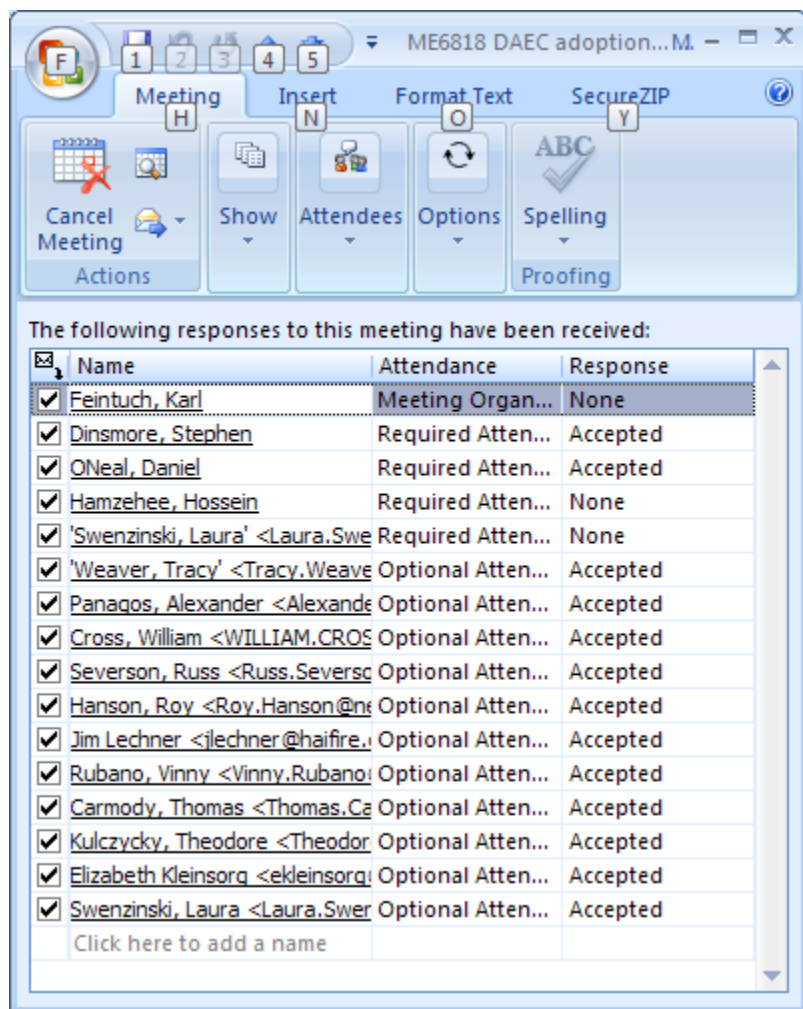 ME6818 DAEC adoption...M.
F 1 2 3 4 5
Meeting Insert Format Text SecureZIP
H N O Y
ABC
Cancel Meeting Show Attendees Options Spelling
Actions Proofing
The following responses to this meeting have been received:
Name Attendance Response
Feintuch, Karl Meeting Organ... None
Dinsmore, Stephen Required Atten... Accepted
ONeal, Daniel Required Atten... Accepted
Hamzehee, Hossein Required Atten... None
'Swenzinski, Laura' <Laura.Swe Required Atten... None
'Weaver, Tracy' <Tracy.Weave Optional Atten... Accepted
Panagos, Alexander <Alexande Optional Atten... Accepted
Cross, William <WILLIAM.CROS Optional Atten... Accepted
Severson, Russ <Russ.Severso Optional Atten... Accepted
Hanson, Roy <Roy.Hanson@ne Optional Atten... Accepted
Jim Lechner <jlechner@haifire. Optional Atten... Accepted
Rubano, Vinny <Vinny.Rubano Optional Atten... Accepted
Carmody, Thomas <Thomas.Ca Optional Atten... Accepted
Kulczycky, Theodore <Theodor Optional Atten... Accepted
Elizabeth Kleinsorg <ekleinsorg Optional Atten... Accepted
Swenzinski, Laura <Laura.Swer Optional Atten... Accepted
Click here to add a name